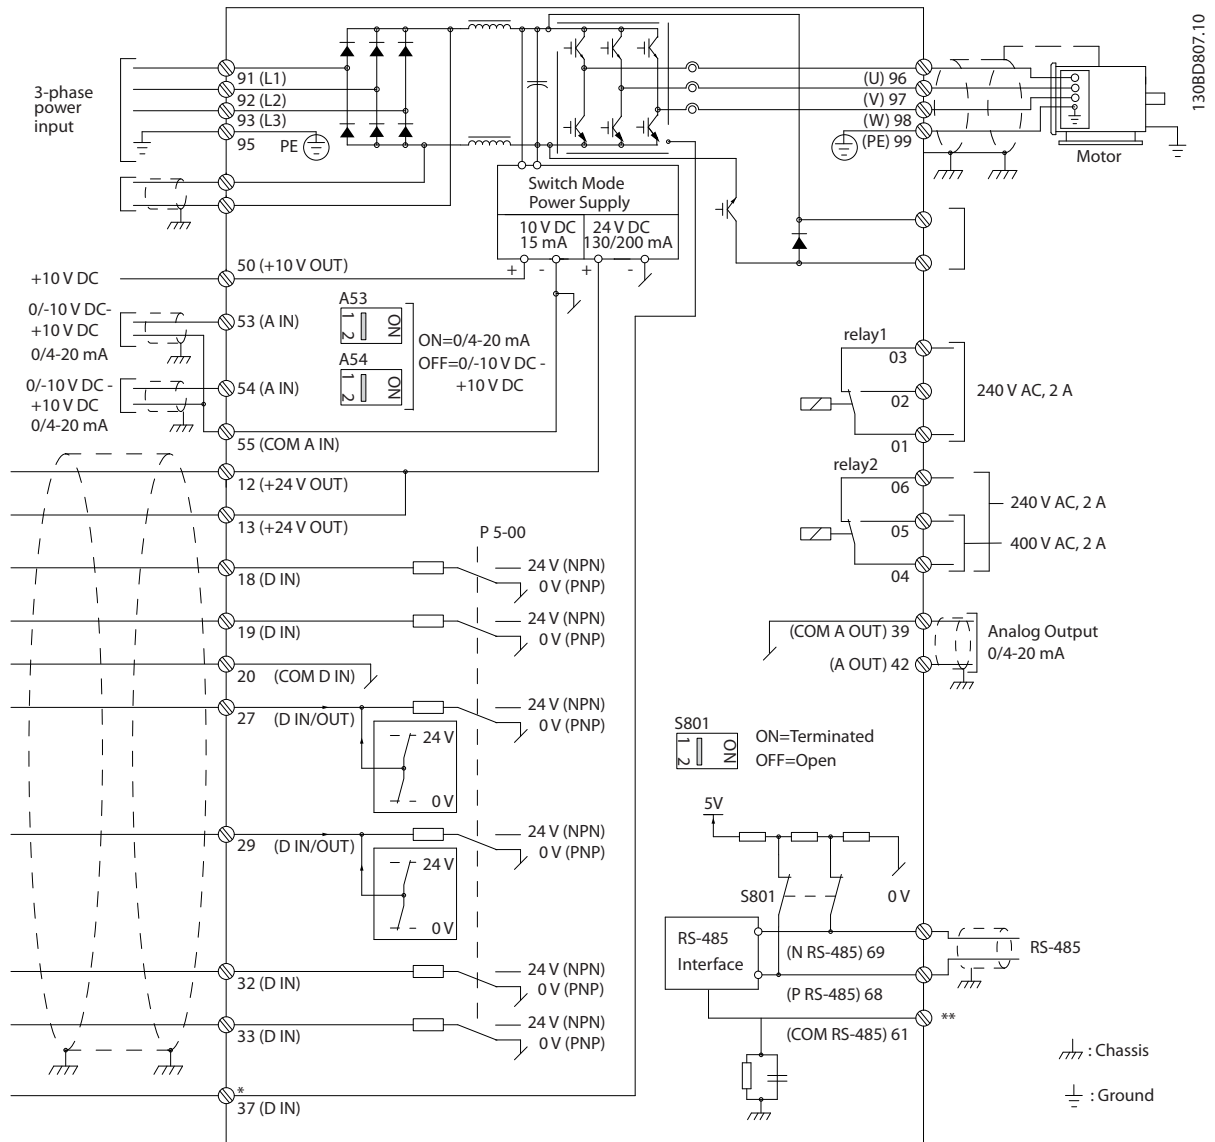 130BD807.10
3-phase
power
input
91 (L1)
92 (L2)
93 (L3)
95
PE
(U) 96
(V) 97
(W) 98
(PE) 99
Motor
Switch Mode
Power Supply
10 V DC
15 mA
24 V DC
130/200 mA
+ - + -
+10 V DC
50 (+10 V OUT)
0/-10 V DC-
+10 V DC
0/4-20 mA
53 (A IN)
A53
1 2 ON
A54
1 2 ON
ON=0/4-20 mA
OFF=0/-10 V DC -
+10 V DC
0/-10 V DC -
+10 V DC
0/4-20 mA
54 (A IN)
55 (COM A IN)
12 (+24 V OUT)
13 (+24 V OUT)
P 5-00
18 (D IN)
24 V (NPN)
0 V (PNP)
19 (D IN)
24 V (NPN)
0 V (PNP)
20 (COM D IN)
27 (D IN/OUT)
24 V (NPN)
0 V (PNP)
24 V
0 V
29 (D IN/OUT)
24 V (NPN)
0 V (PNP)
24 V
0 V
32 (D IN)
24 V (NPN)
0 V (PNP)
33 (D IN)
24 V (NPN)
0 V (PNP)
*
37 (D IN)
relay1
03
02
01
240 V AC, 2 A
relay2
06
05
04
240 V AC, 2 A
400 V AC, 2 A
(COM A OUT) 39
(A OUT) 42
Analog Output
0/4-20 mA
S801
1 2 ON
ON=Terminated
OFF=Open
5V
S801
0 V
RS-485
Interface
(N RS-485) 69
(P RS-485) 68
(COM RS-485) 61
RS-485
**
: Chassis
: Ground